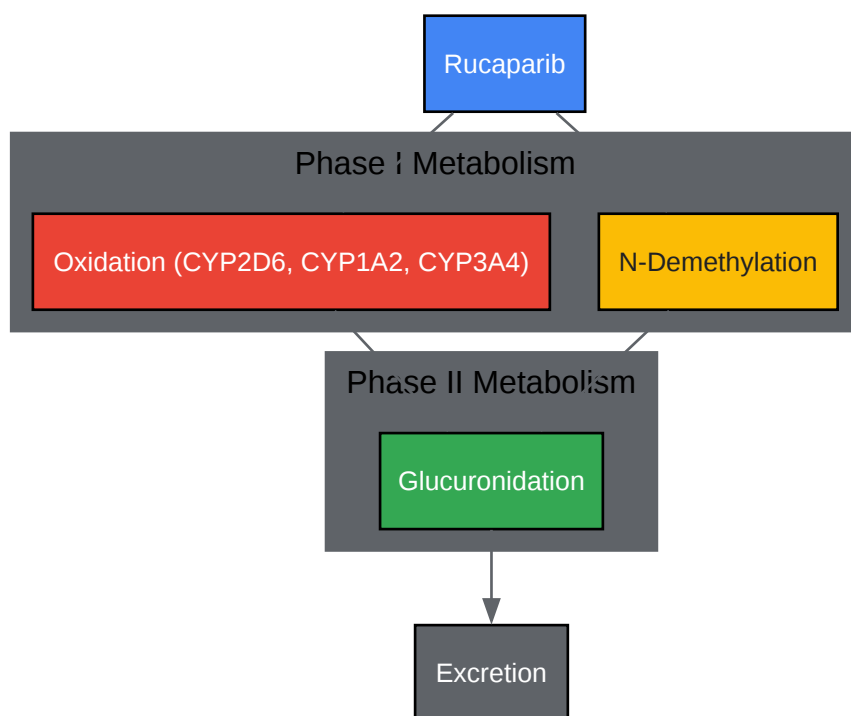 Rucaparib
Phase I Metabolism
Oxidation (CYP2D6, CYP1A2, CYP3A4)
N-Demethylation
Phase II Metabolism
Glucuronidation
Excretion